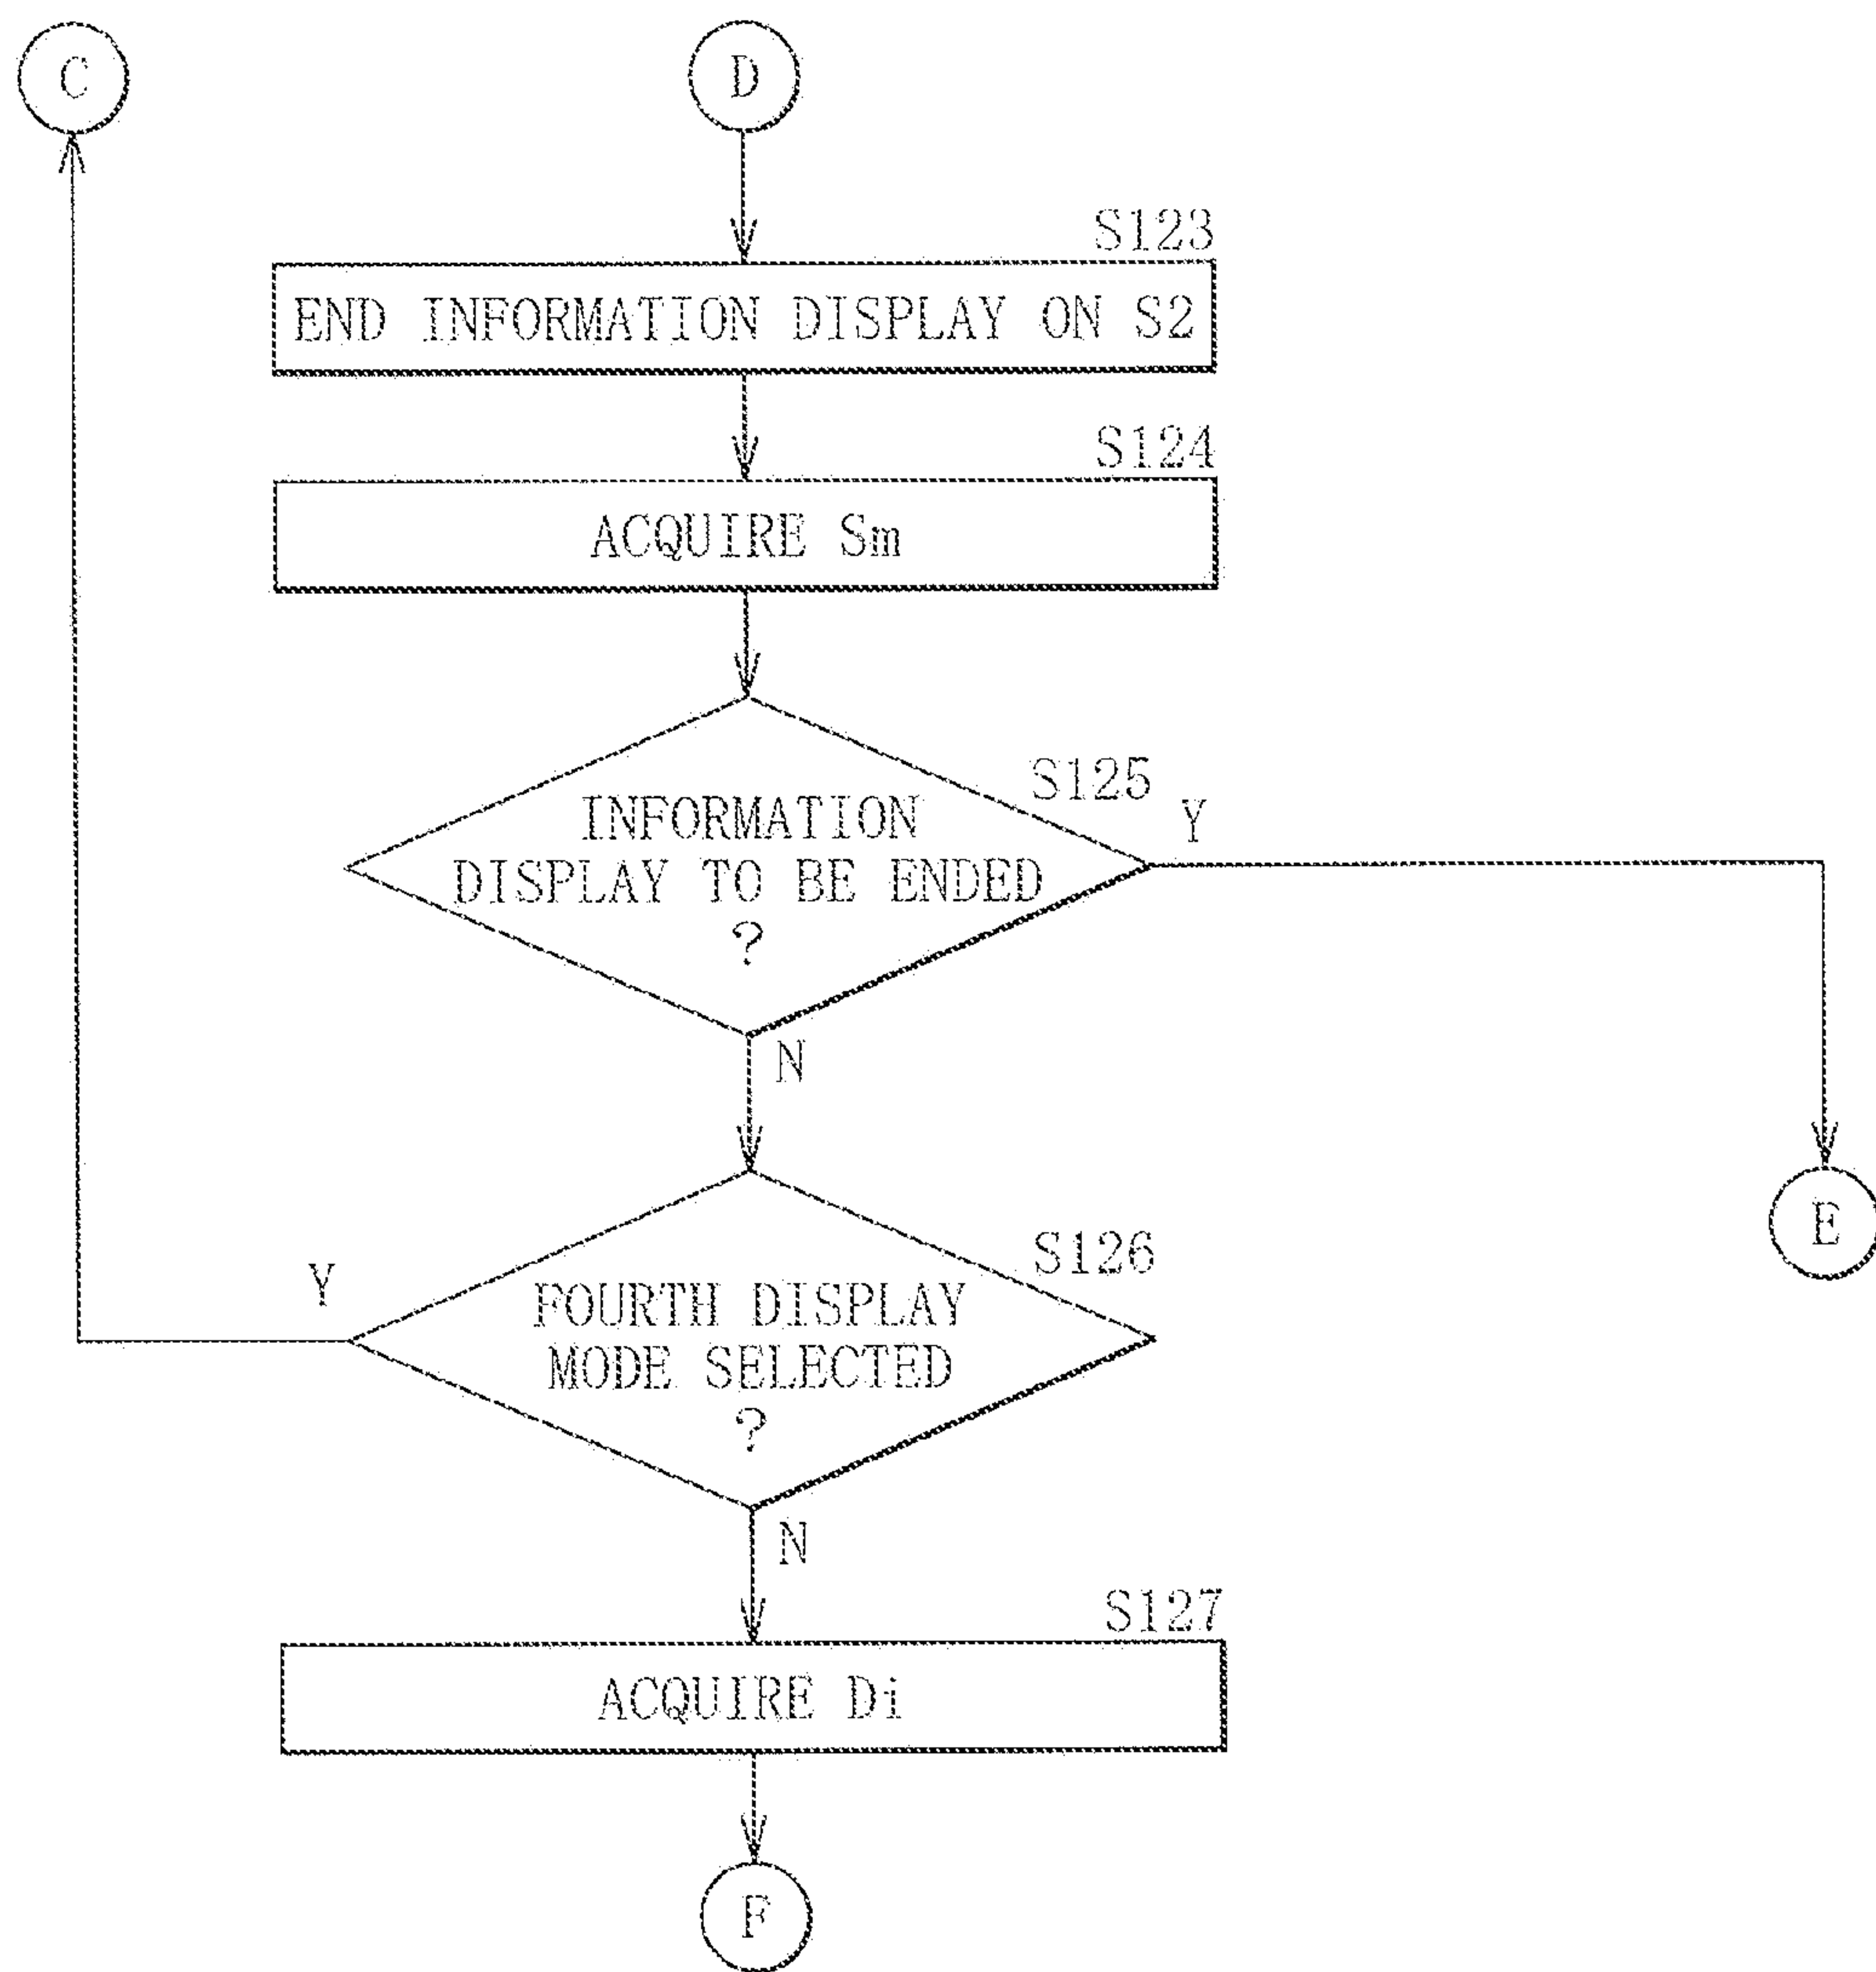 C
D
S123
END INFORMATION DISPLAY ON S2
S124
ACQUIRE Sm
S125
INFORMATION
DISPLAY TO BE ENDED
?
Y
N
E
S126
Y
FOURTH DISPLAY
MODE SELECTED
?
N
S127
ACQUIRE Di
F